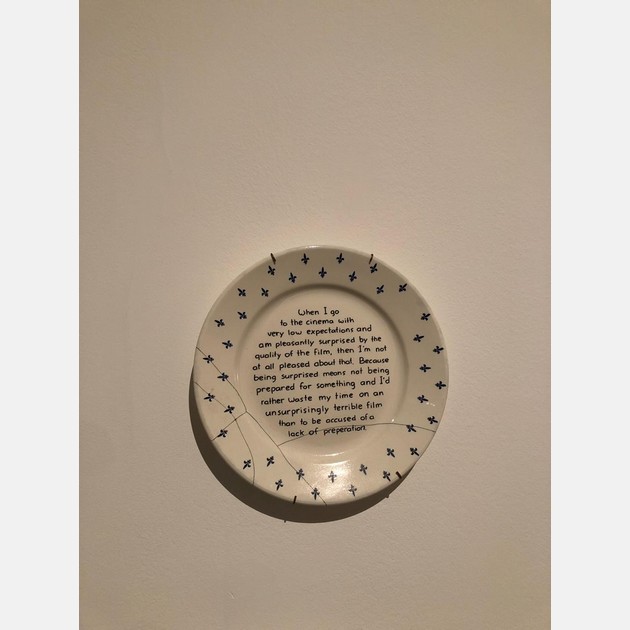 When I go
to the cinema with
very low expectations and
am pleasantly surprised by the
quality of the film, then I'm not
at all pleased about that. Because
being surprised means not being
prepared for something and I'd
rather waste my time on an
unsurprisingly terrible film
than to be accused of a
lack of preperation.